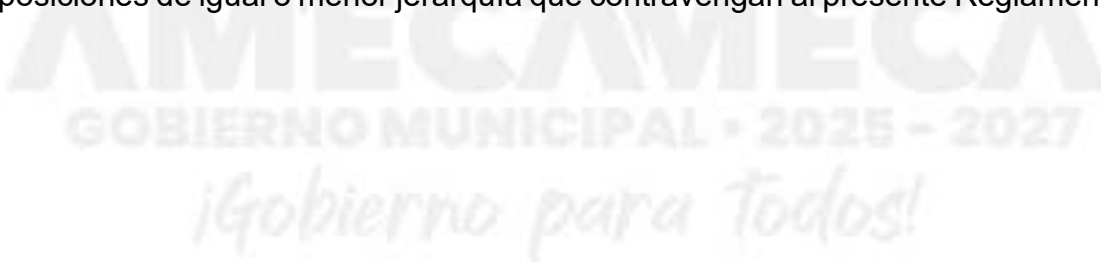 posiciones de igual o menor jerarquía que contravengan al presente Reglamen
AMECAMECA
GOBIERNO MUNICIPAL • 2025 - 2027
¡Gobierno para Todos!